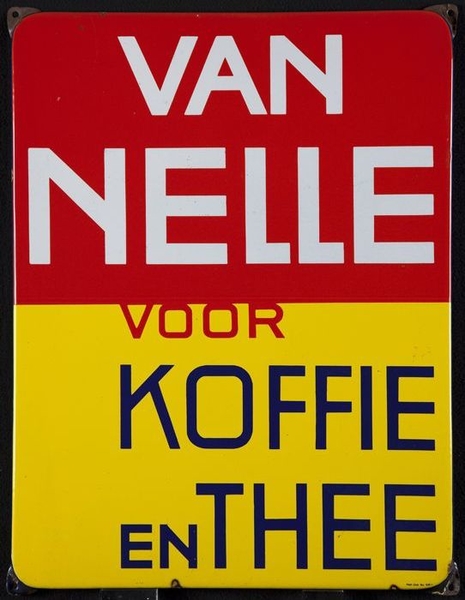 VAN
NELLE
VOOR
KOFFIE
EN THEE